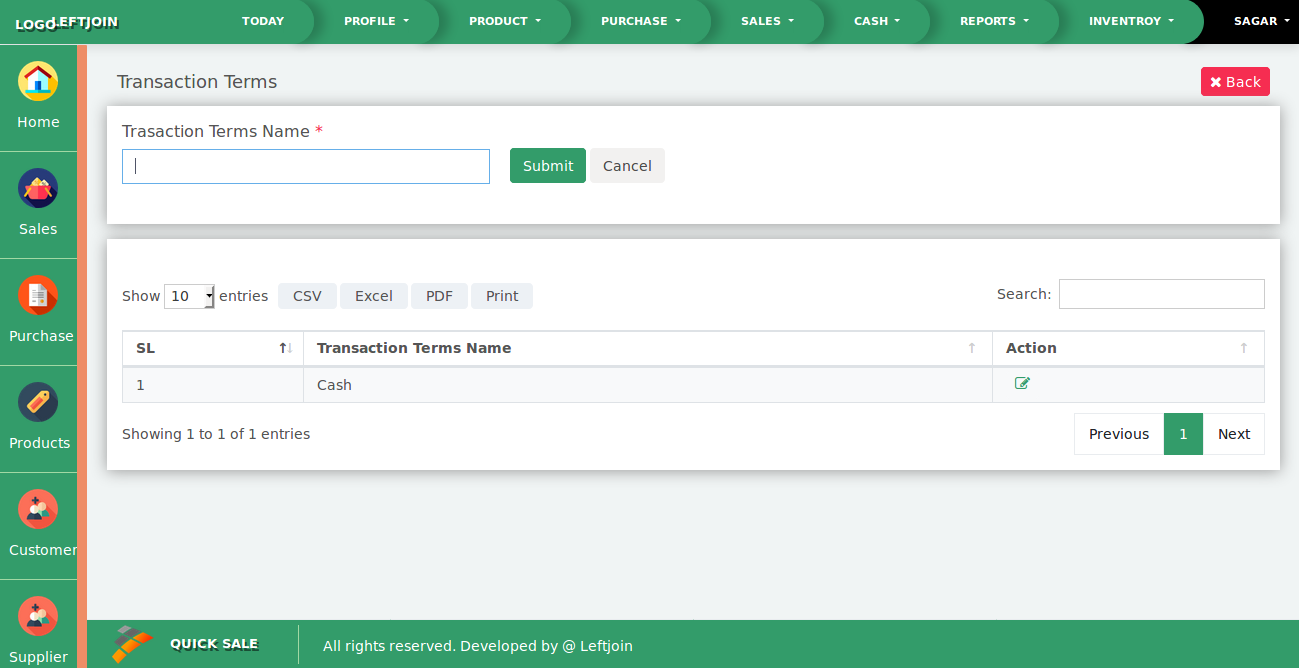 LOGO LEFTJOIN TODAY PROFILE PRODUCT PURCHASE SALES CASH REPORTS INVENTROY SAGAR
Home
Sales
Purchase
Products
Customer
Supplier
Transaction Terms Back
Trasaction Terms Name *
Submit Cancel
Show 10 entries CSV Excel PDF Print Search:
SL Transaction Terms Name Action
1 Cash
Showing 1 to 1 of 1 entries Previous 1 Next
QUICK SALE All rights reserved. Developed by @ Leftjoin